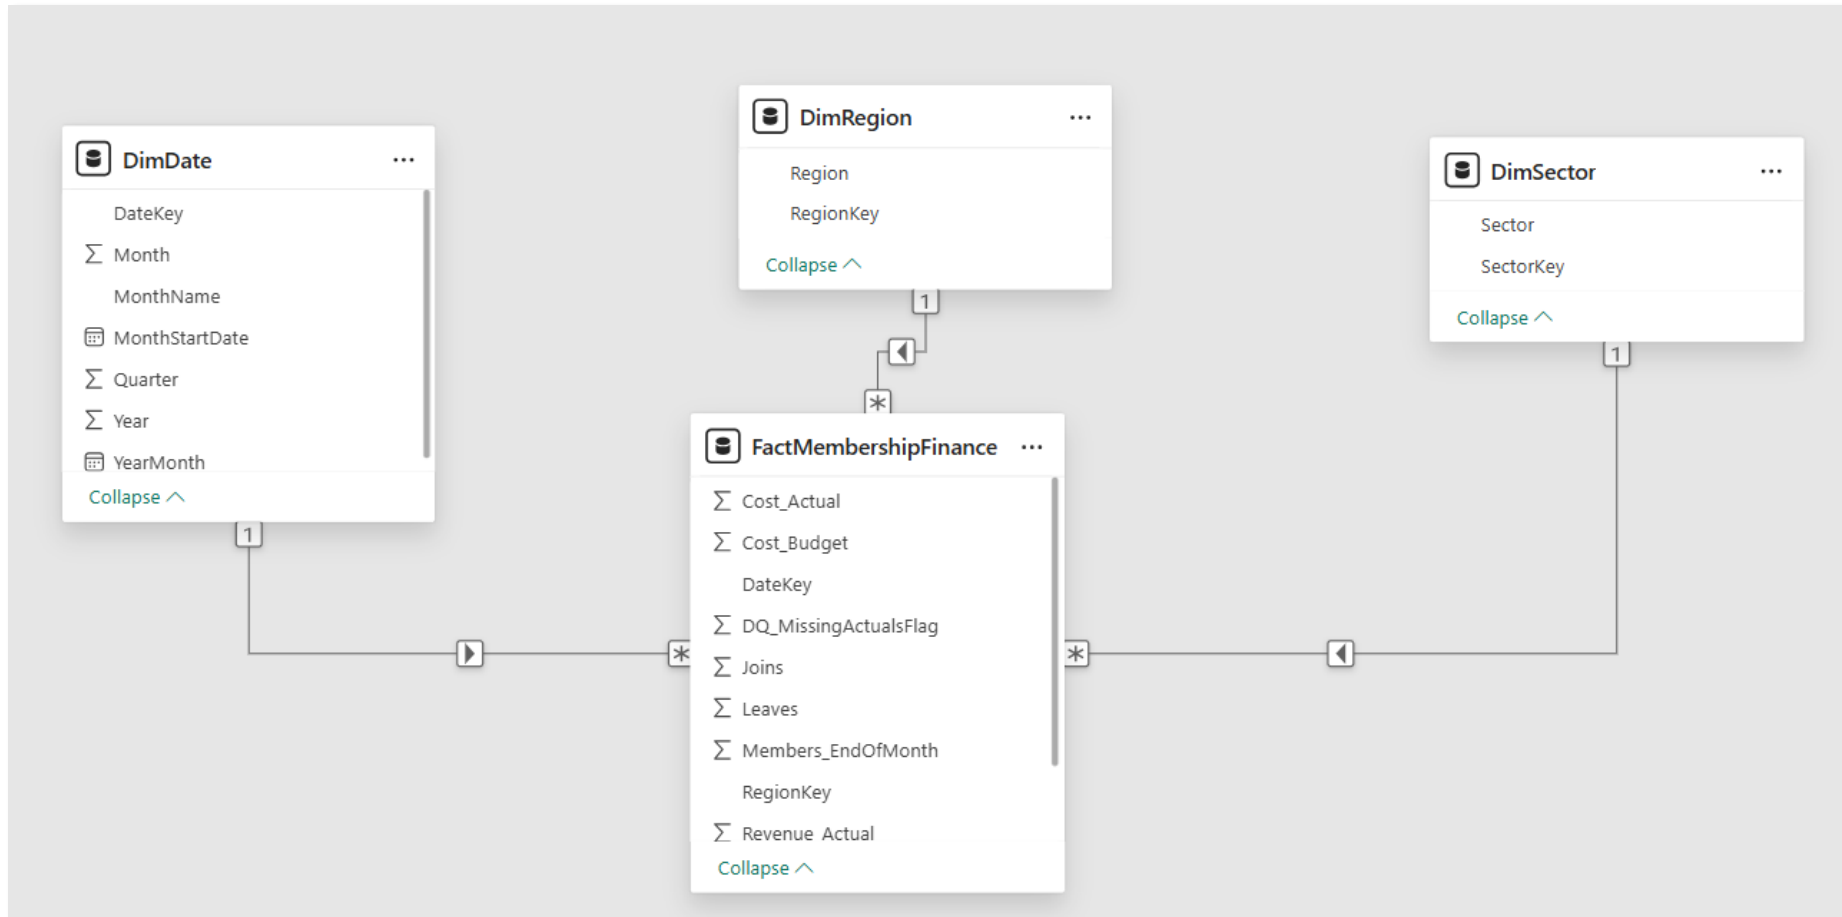 DimDate
...
DateKey
Month
MonthName
MonthStartDate
Quarter
Year
YearMonth
Collapse
1
DimRegion
...
Region
RegionKey
Collapse
1
*
DimSector
...
Sector
SectorKey
Collapse
1
FactMembershipFinance
...
Σ Cost_Actual
Σ Cost_Budget
DateKey
Σ DQ_MissingActualsFlag
Σ Joins
Σ Leaves
Σ Members_EndOfMonth
RegionKey
Σ Revenue_Actual
Collapse
*
*